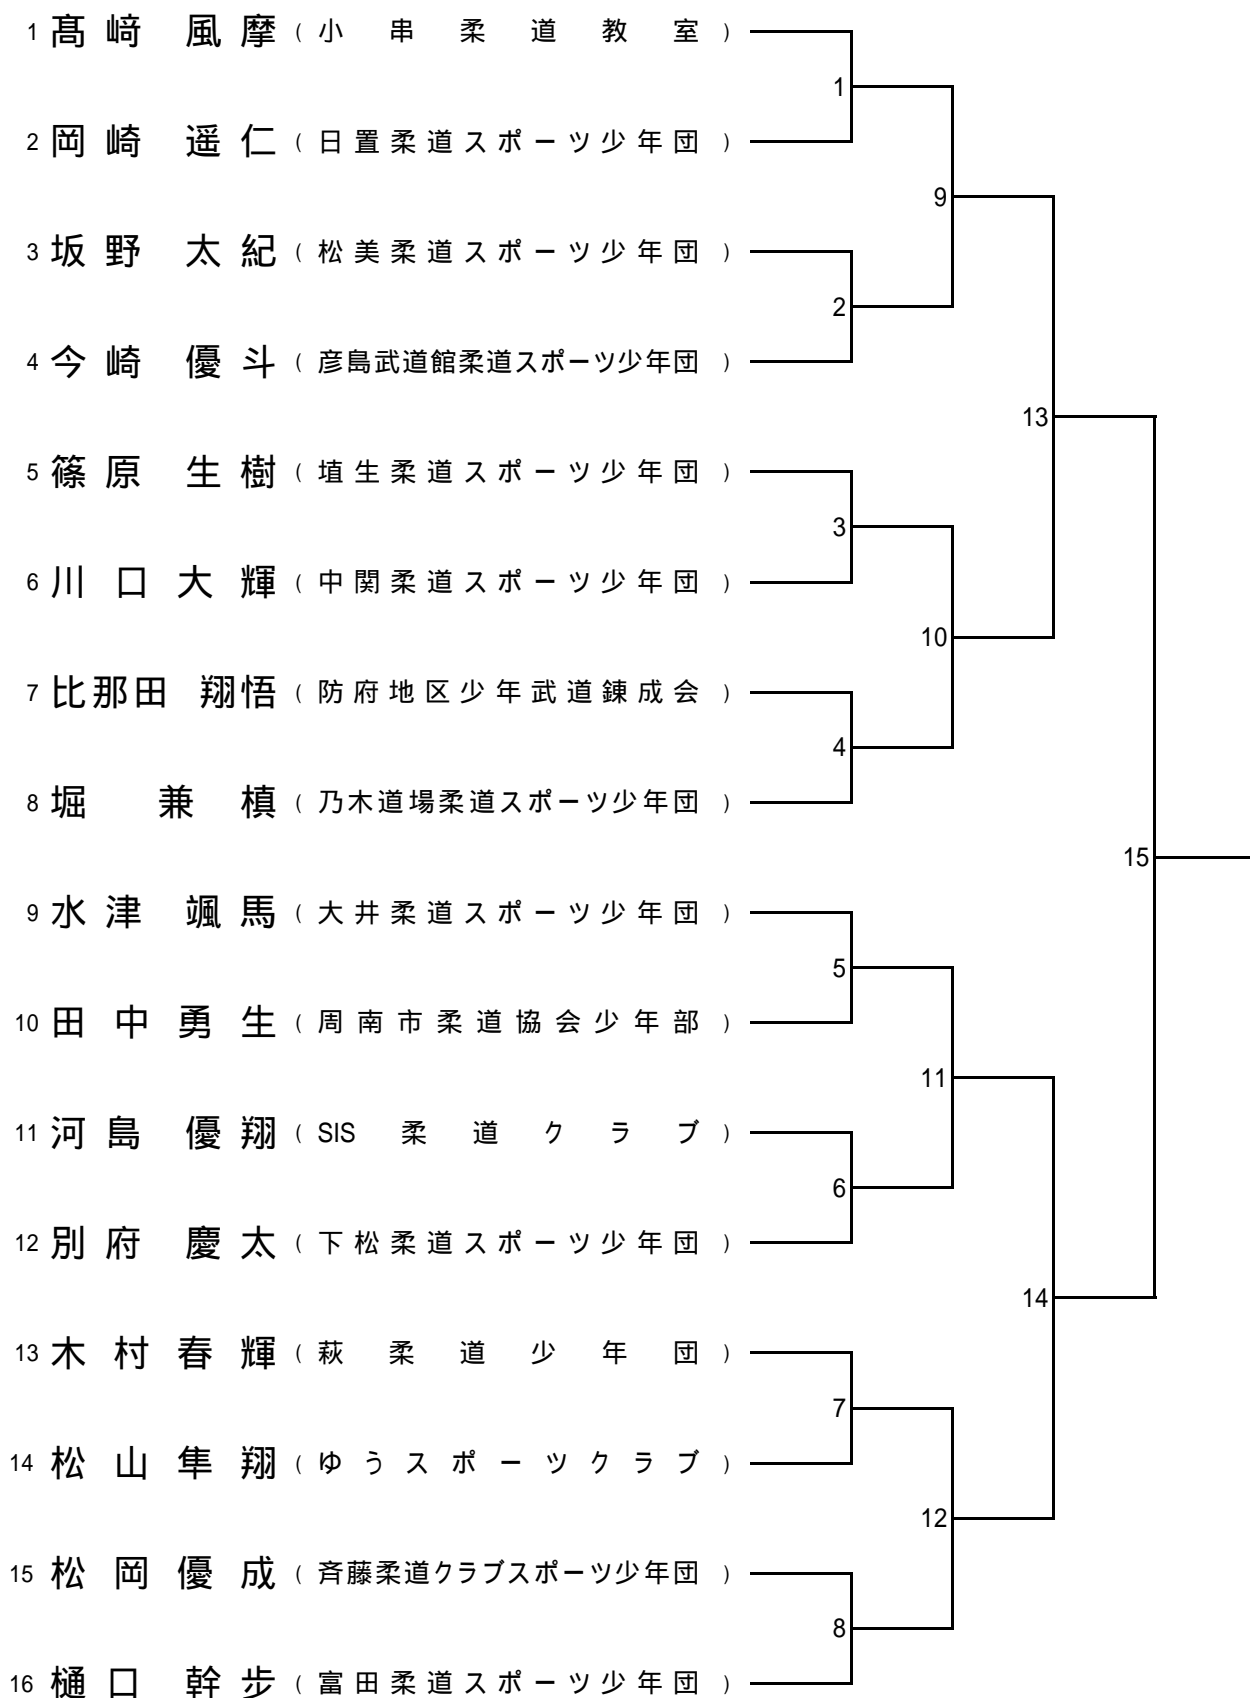 1 髙﨑 風摩 (小串柔道教室)
1
2 岡崎 遥仁 (日置柔道スポーツ少年団)
9
3 坂野 太紀 (松美柔道スポーツ少年団)
2
4 今崎 優斗 (彦島武道館柔道スポーツ少年団)
13
5 篠原 生樹 (埴生柔道スポーツ少年団)
3
6 川口大輝 (中関柔道スポーツ少年団)
10
7 比那田 翔悟 (防府地区少年武道錬成会)
4
8 堀 兼槙 (乃木道場柔道スポーツ少年団)
15
9 水津 颯馬 (大井柔道スポーツ少年団)
5
10 田中勇生 (周南市柔道協会少年部)
11
11 河島 優翔 (SIS柔道クラブ)
6
12 別府 慶太 (下松柔道スポーツ少年団)
14
13 木村春輝 (萩柔道少年団)
7
14 松山隼翔 (ゆうスポーツクラブ)
12
15 松岡優成 (斉藤柔道クラブスポーツ少年団)
8
16 樋口 幹歩 (富田柔道スポーツ少年団)